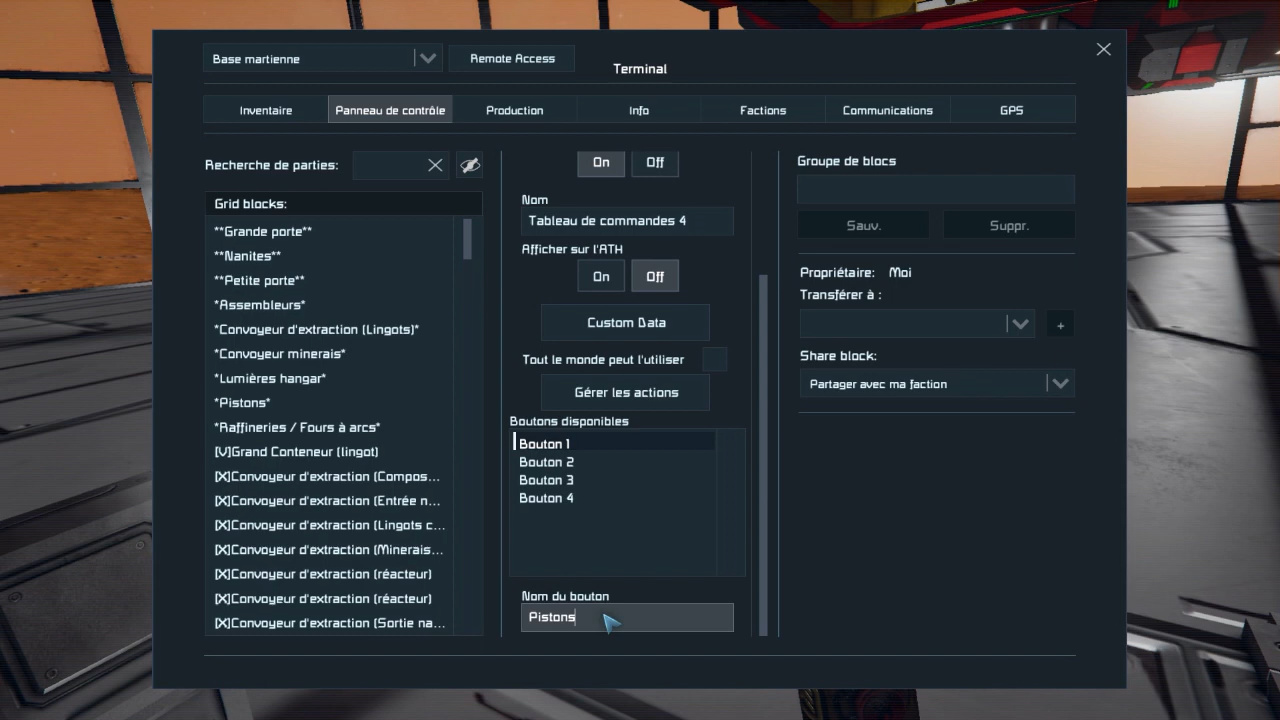 Base martienne
Remote Access
Terminal
Inventaire
Panneau de contrôle
Production
Info
Factions
Communications
GPS
Recherche de parties:
Grid blocks:
**Grande porte**
**Nanites**
**Petite porte**
*Assembleurs*
*Convoyeur d'extraction (Lingots)*
*Convoyeur minerais*
*Lumières hangar*
*Pistons*
*Raffineries / Fours à arcs*
[V]Grand Conteneur (lingot)
[X]Convoyeur d'extraction (Compos...
[X]Convoyeur d'extraction (Entrée n...
[X]Convoyeur d'extraction (Lingots c...
[X]Convoyeur d'extraction (Minerais...
[X]Convoyeur d'extraction (réacteur)
[X]Convoyeur d'extraction (réacteur)
[X]Convoyeur d'extraction (Sortie na...
On
Off
Nom
Tableau de commandes 4
Afficher sur l'ATH
On
Off
Custom Data
Tout le monde peut l'utiliser
Gérer les actions
Boutons disponibles
Bouton 1
Bouton 2
Bouton 3
Bouton 4
Nom du bouton
Pistons
Groupe de blocs
Sauv.
Suppr.
Propriétaire: Moi
Transférer à :
+
Share block:
Partager avec ma faction